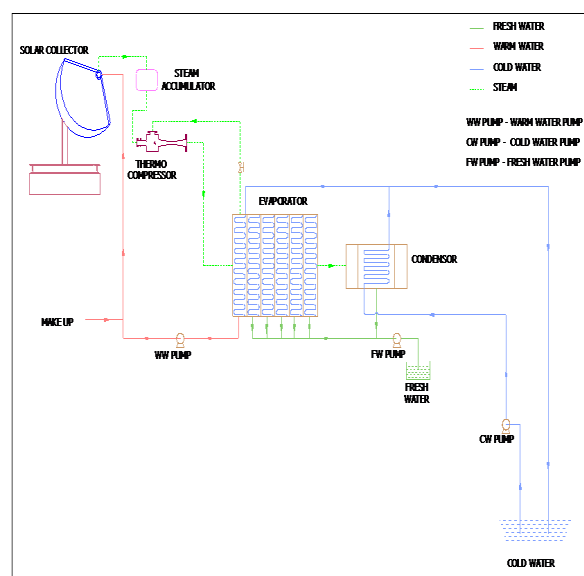 FRESH WATER
WARM WATER
COLD WATER
STEAM
WW PUMP - WARM WATER PUMP
CW PUMP - COLD WATER PUMP
FW PUMP - FRESH WATER PUMP
SOLAR COLLECTOR
STEAM
ACCUMULATOR
THERMO
COMPRESSOR
EVAPORATOR
CONDENSOR
MAKE UP
WW PUMP
FW PUMP
FRESH
WATER
CW PUMP
COLD WATER